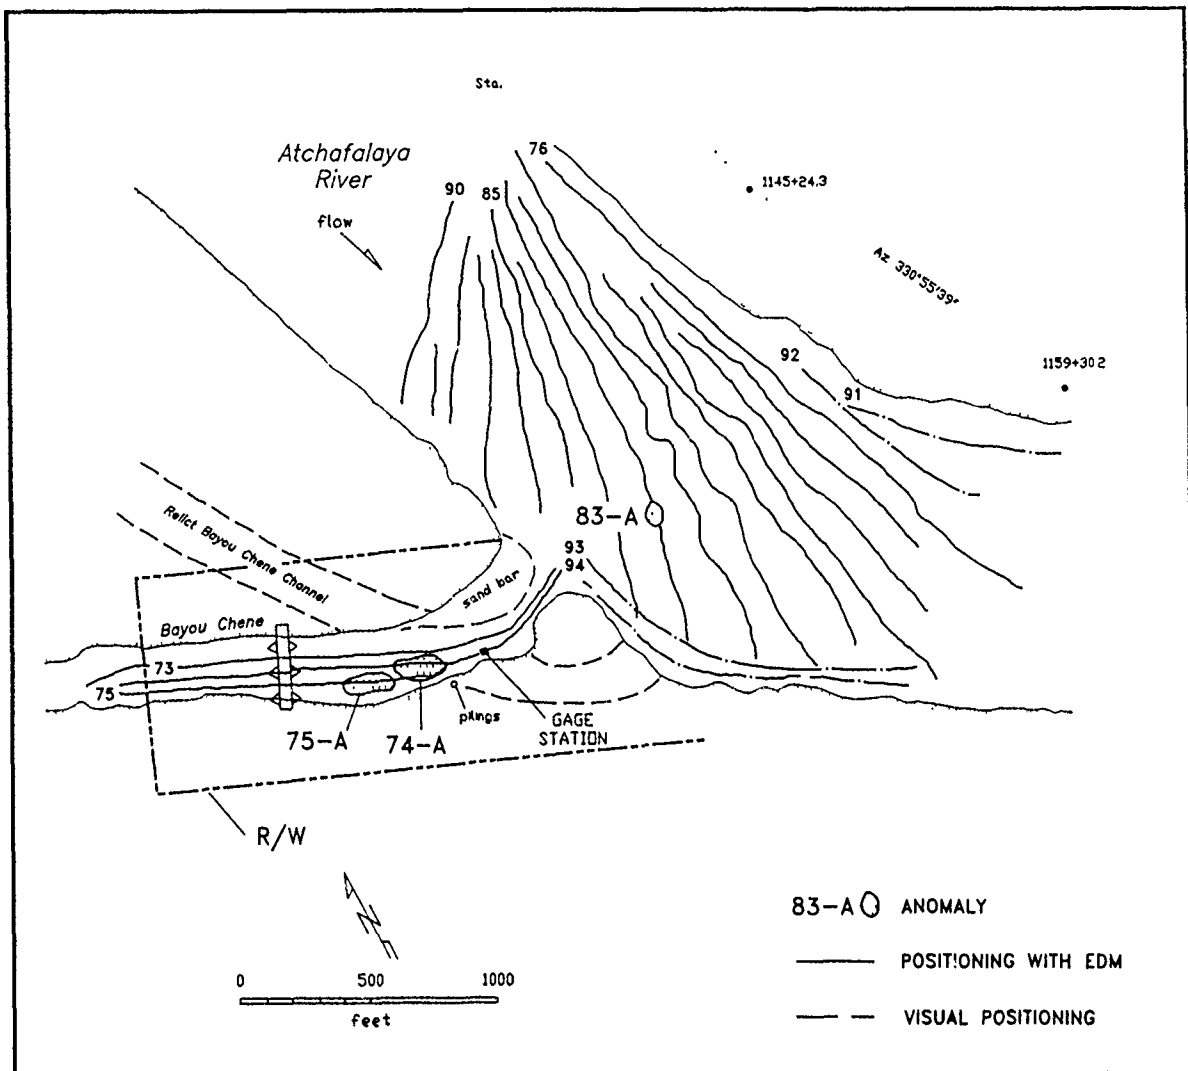 Sta.
Atchafalaya
River
flow
90
85
76
1145+24.3
Az 330°55'39"
1159+30 2
92
91
83-A
93
94
Relict Bayou Chene Channel
sand bar
Bayou Chene
73
75
75-A
74-A
pilings
GAGE
STATION
R/W
N
0 500 1000
feet
83-A ANOMALY
POSITIONING WITH EDM
VISUAL POSITIONING